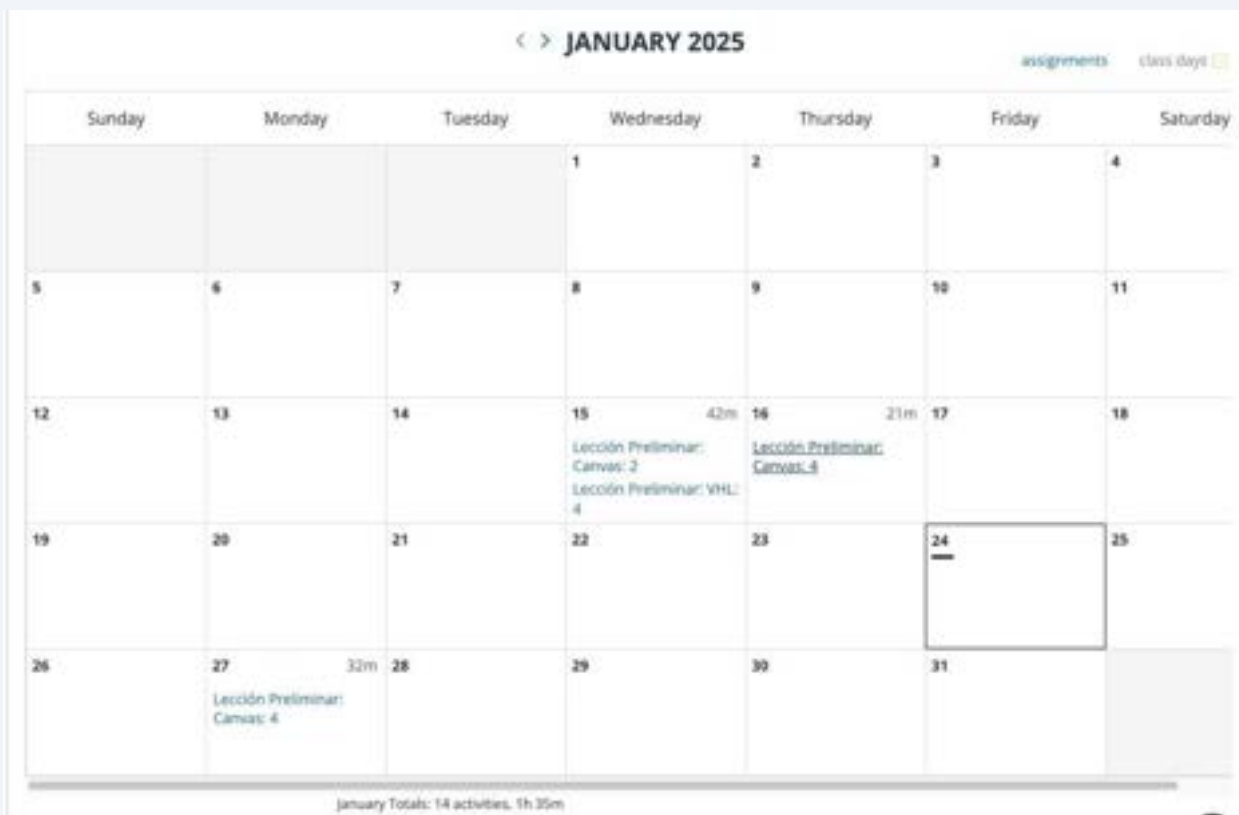 < > JANUARY 2025
assignments class days
Sunday Monday Tuesday Wednesday Thursday Friday Saturday
1 2 3 4
5 6 7 8 9 10 11
12 13 14 15 42m 16 21m 17 18
Lección Preliminar: Lección Preliminar:
Canvas: 2 Canvas: 4
Lección Preliminar: VHL:
4
19 20 21 22 23 24 25
26 27 32m 28 29 30 31
Lección Preliminar:
Canvas: 4
January Totals: 14 activities, 1h 35m